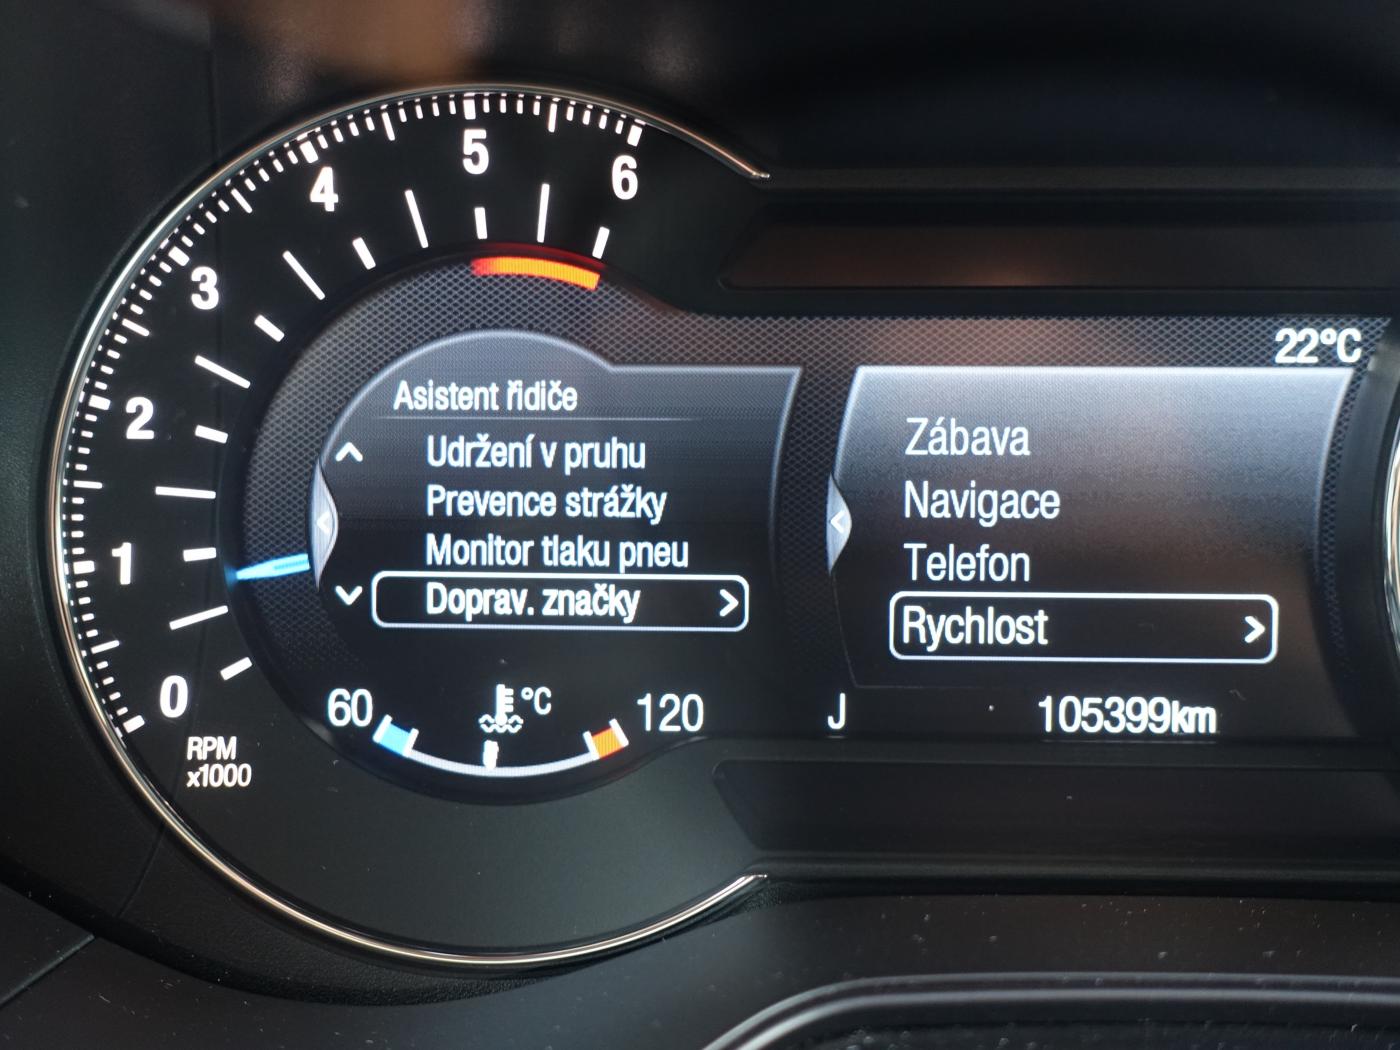 6
5
4
3
2
1
0
RPM
x1000
22°C
Asistent řidiče
Udržení v pruhu
Prevence strážky
Monitor tlaku pneu
Doprav. značky
60
°C
120
Zábava
Navigace
Telefon
Rychlost
J
105399km